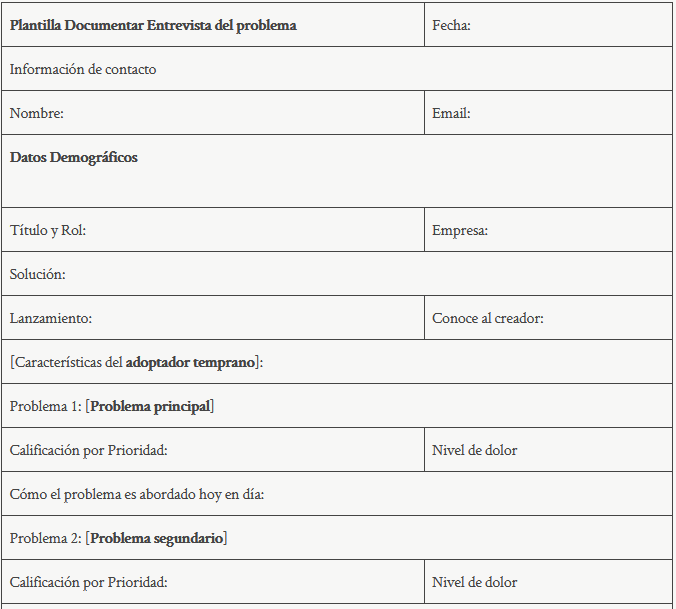 Plantilla Documentar Entrevista del problema
Fecha:
Información de contacto
Nombre:
Email:
Datos Demográficos
Título y Rol:
Empresa:
Solución:
Lanzamiento:
Conoce al creador:
[Características del adoptador temprano]:
Problema 1: [Problema principal]
Calificación por Prioridad:
Nivel de dolor
Cómo el problema es abordado hoy en día:
Problema 2: [Problema segundario]
Calificación por Prioridad:
Nivel de dolor